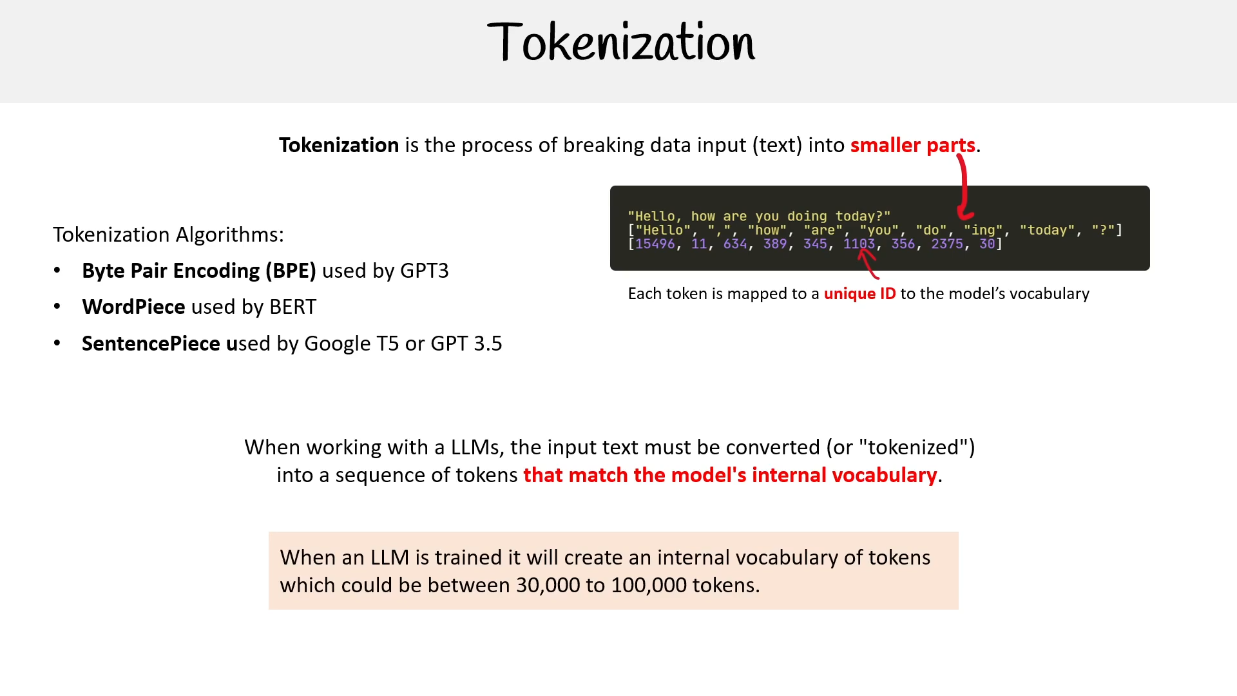 Tokenization
Tokenization is the process of breaking data input (text) into smaller parts.
"Hello, how are you doing today?"
["Hello", ",", "how", "are", "you", "do", "ing", "today", "?"]
[15496, 11, 634, 389, 345, 1103, 356, 2375, 30]
Each token is mapped to a unique ID to the model's vocabulary
Tokenization Algorithms:
• Byte Pair Encoding (BPE) used by GPT3
• WordPiece used by BERT
• SentencePiece used by Google T5 or GPT 3.5
When working with a LLMs, the input text must be converted (or "tokenized")
into a sequence of tokens that match the model's internal vocabulary.
When an LLM is trained it will create an internal vocabulary of tokens
which could be between 30,000 to 100,000 tokens.